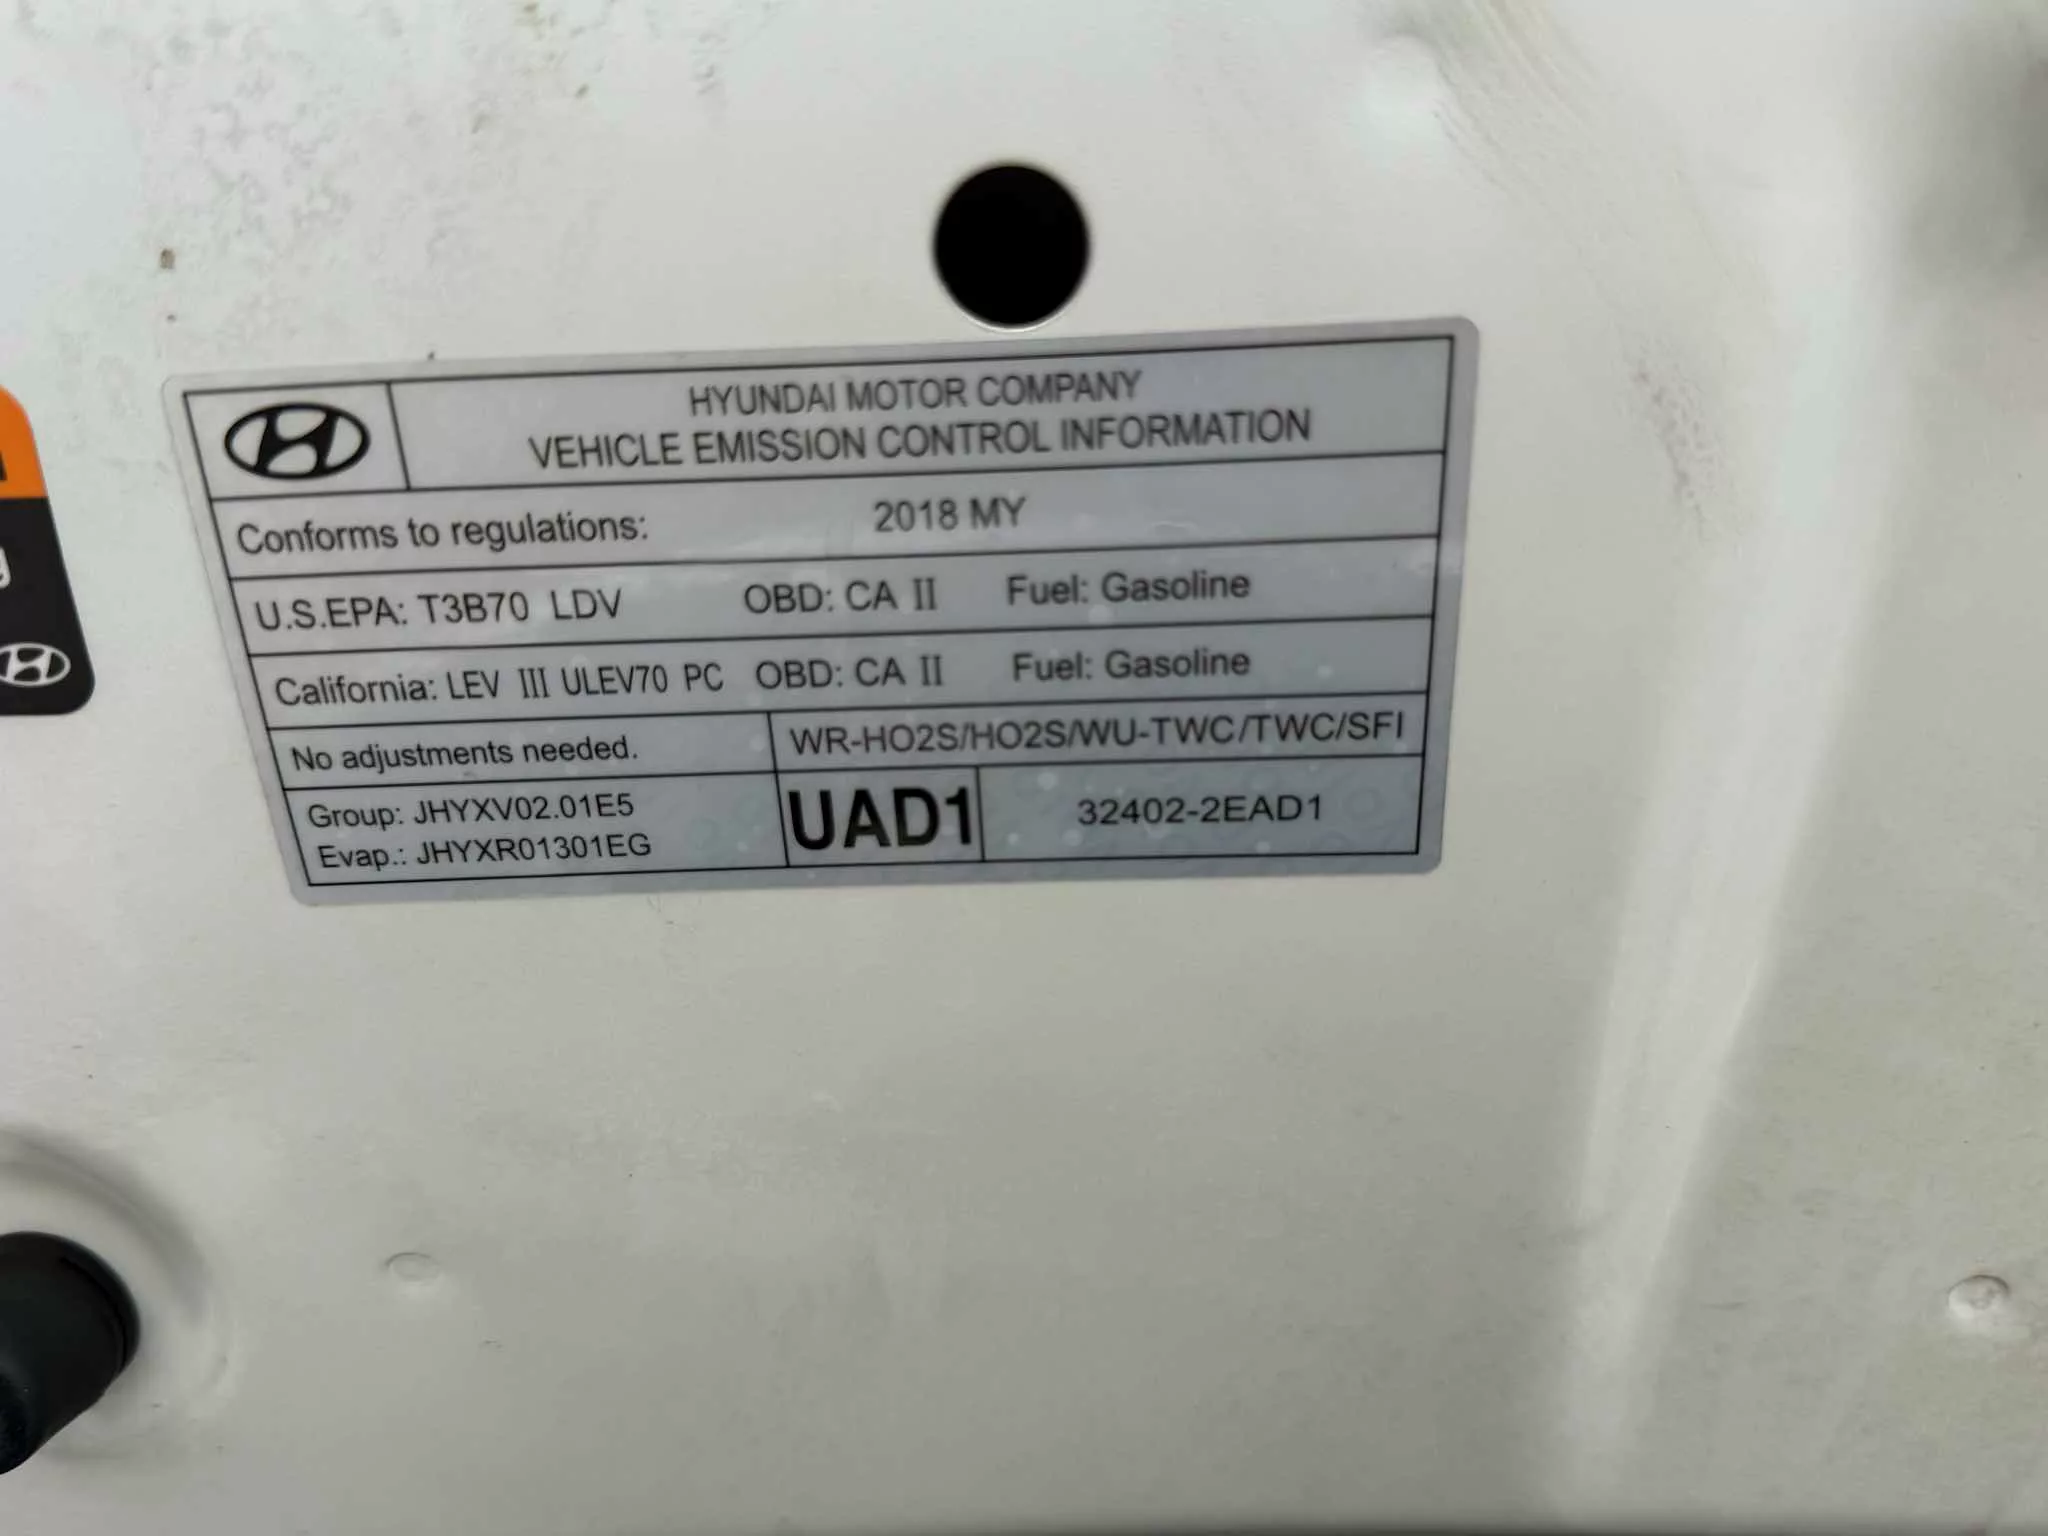 HYUNDAI MOTOR COMPANY
VEHICLE EMISSION CONTROL INFORMATION
Conforms to regulations: 2018 MY
U.S.EPA: T3B70 LDV OBD: CA II Fuel: Gasoline
California: LEV III ULEV70 PC OBD: CA II Fuel: Gasoline
No adjustments needed. WR-HO2S/HO2S/WU-TWC/TWC/SFI
Group: JHYXV02.01E5
Evap.: JHYXR01301EG
UAD1 32402-2EAD1